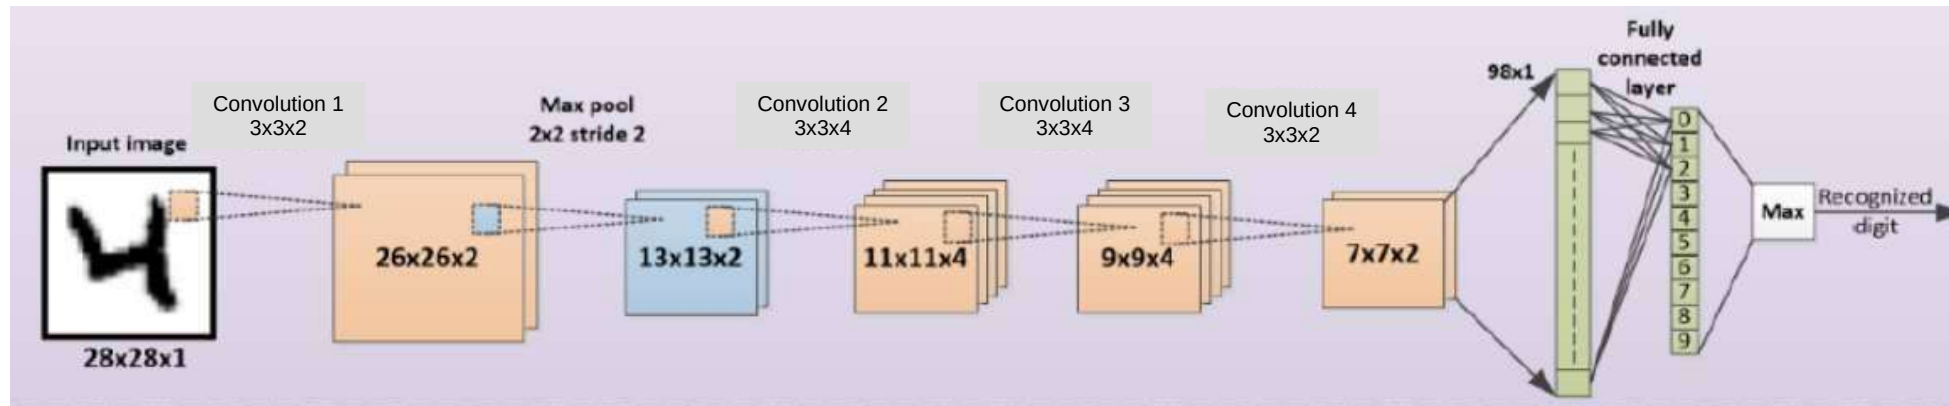 Input image
28x28x1
Convolution 1
3x3x2
26x26x2
Max pool
2x2 stride 2
13x13x2
Convolution 2
3x3x4
11x11x4
Convolution 3
3x3x4
9x9x4
Convolution 4
3x3x2
7x7x2
98x1
Fully
connected
layer
0
1
2
3
4
5
6
7
8
9
Max
Recognized
digit